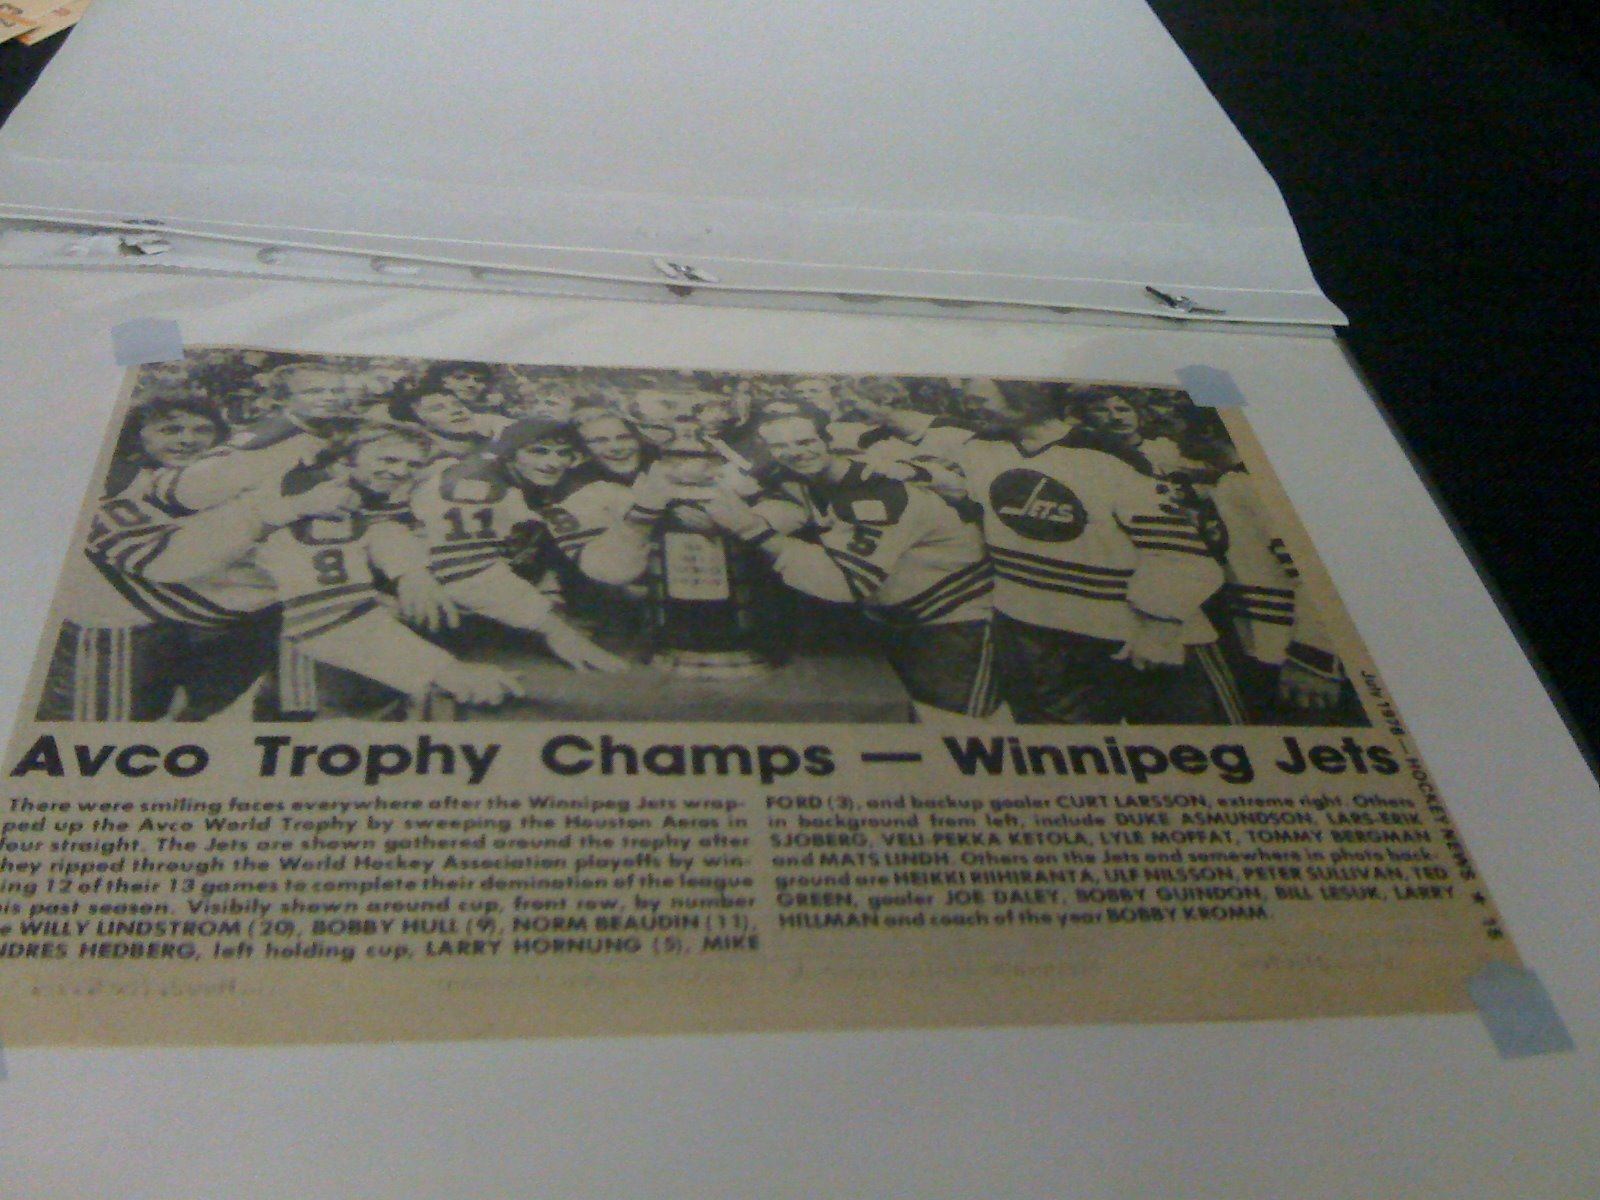 11
8
5
JETS
Avco Trophy Champs — Winnipeg Jets
There were smiling faces everywhere after the Winnipeg Jets wrap-
ped up the Avco World Trophy by sweeping the Houston Aeros in
four straight. The Jets are shown gathered around the trophy after
hey ripped through the World Hockey Association playoffs by win-
ing 12 of their 13 games to complete their domination of the league
is past season. Visibily shown around cup, front row, by number
e WILLY LINDSTROM (20), BOBBY HULL (9), NORM BEAUDIN (11),
NDRES HEDBERG, left holding cup, LARRY HORNUNG (5), MIKE
FORD (3), and backup goaler CURT LARSSON, extreme right. Others
in background from left, include DUKE ASMUNDSON, LARS-ERIK
SJOBERG, VELI-PEKKA KETOLA, LYLE MOFFAT, TOMMY BERGMAN
and MATS LINDH. Others on the Jets and somewhere in photo back-
ground are HEIKKI RIIHIRANTA, ULF NILSSON, PETER SULLIVAN, TED
GREEN, goaler JOE DALEY, BOBBY GUINDON, BILL LESUK, LARRY
HILLMAN and coach of the year BOBBY KROMM.
July 1976 — HOCKEY NEWS ★ 15